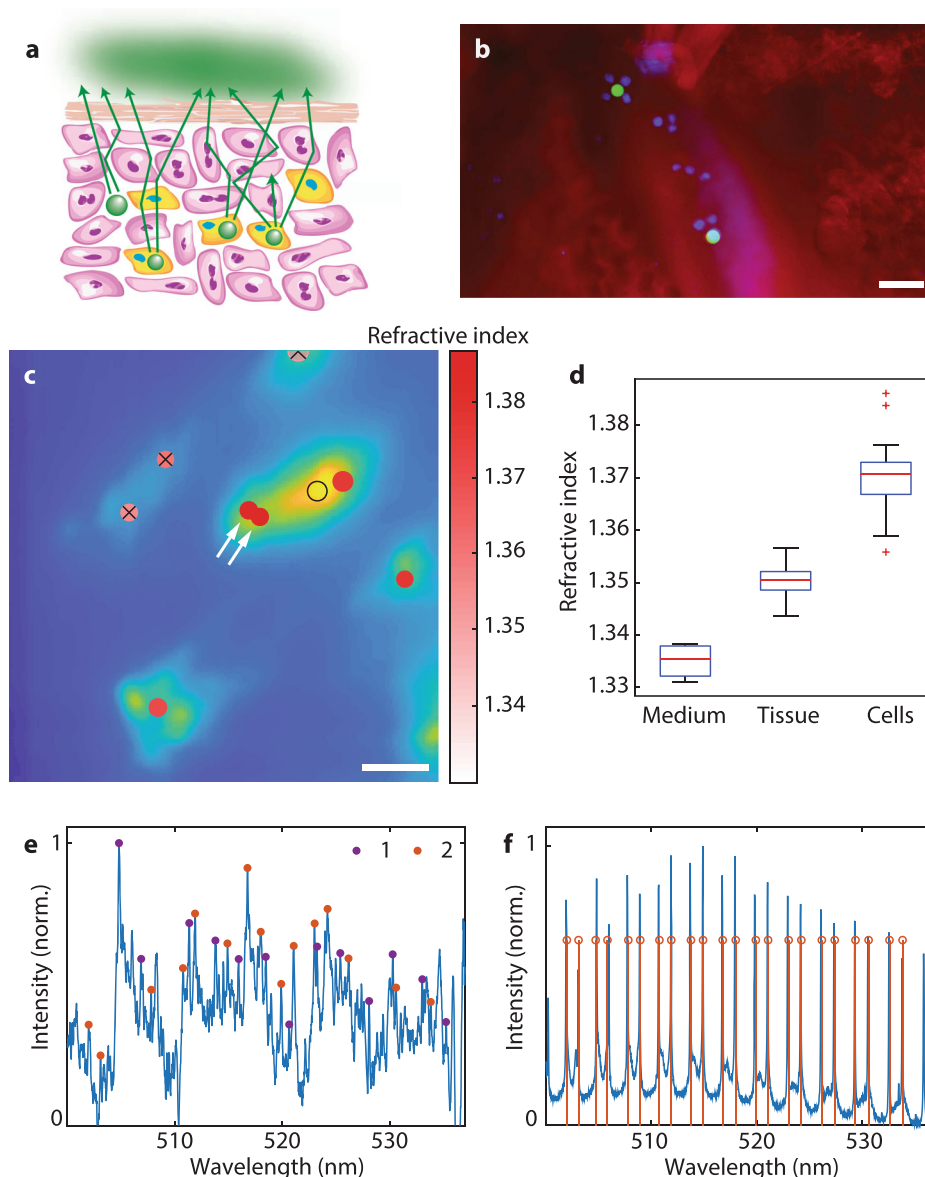 a
b
Refractive index
c
1.38
1.37
1.36
1.35
1.34
d
Refractive index
1.38
1.37
1.36
1.35
1.34
1.33
Medium Tissue Cells
e
1 2
Intensity (norm.)
1
0
510 520 530
Wavelength (nm)
f
Intensity (norm.)
1
0
510 520 530
Wavelength (nm)